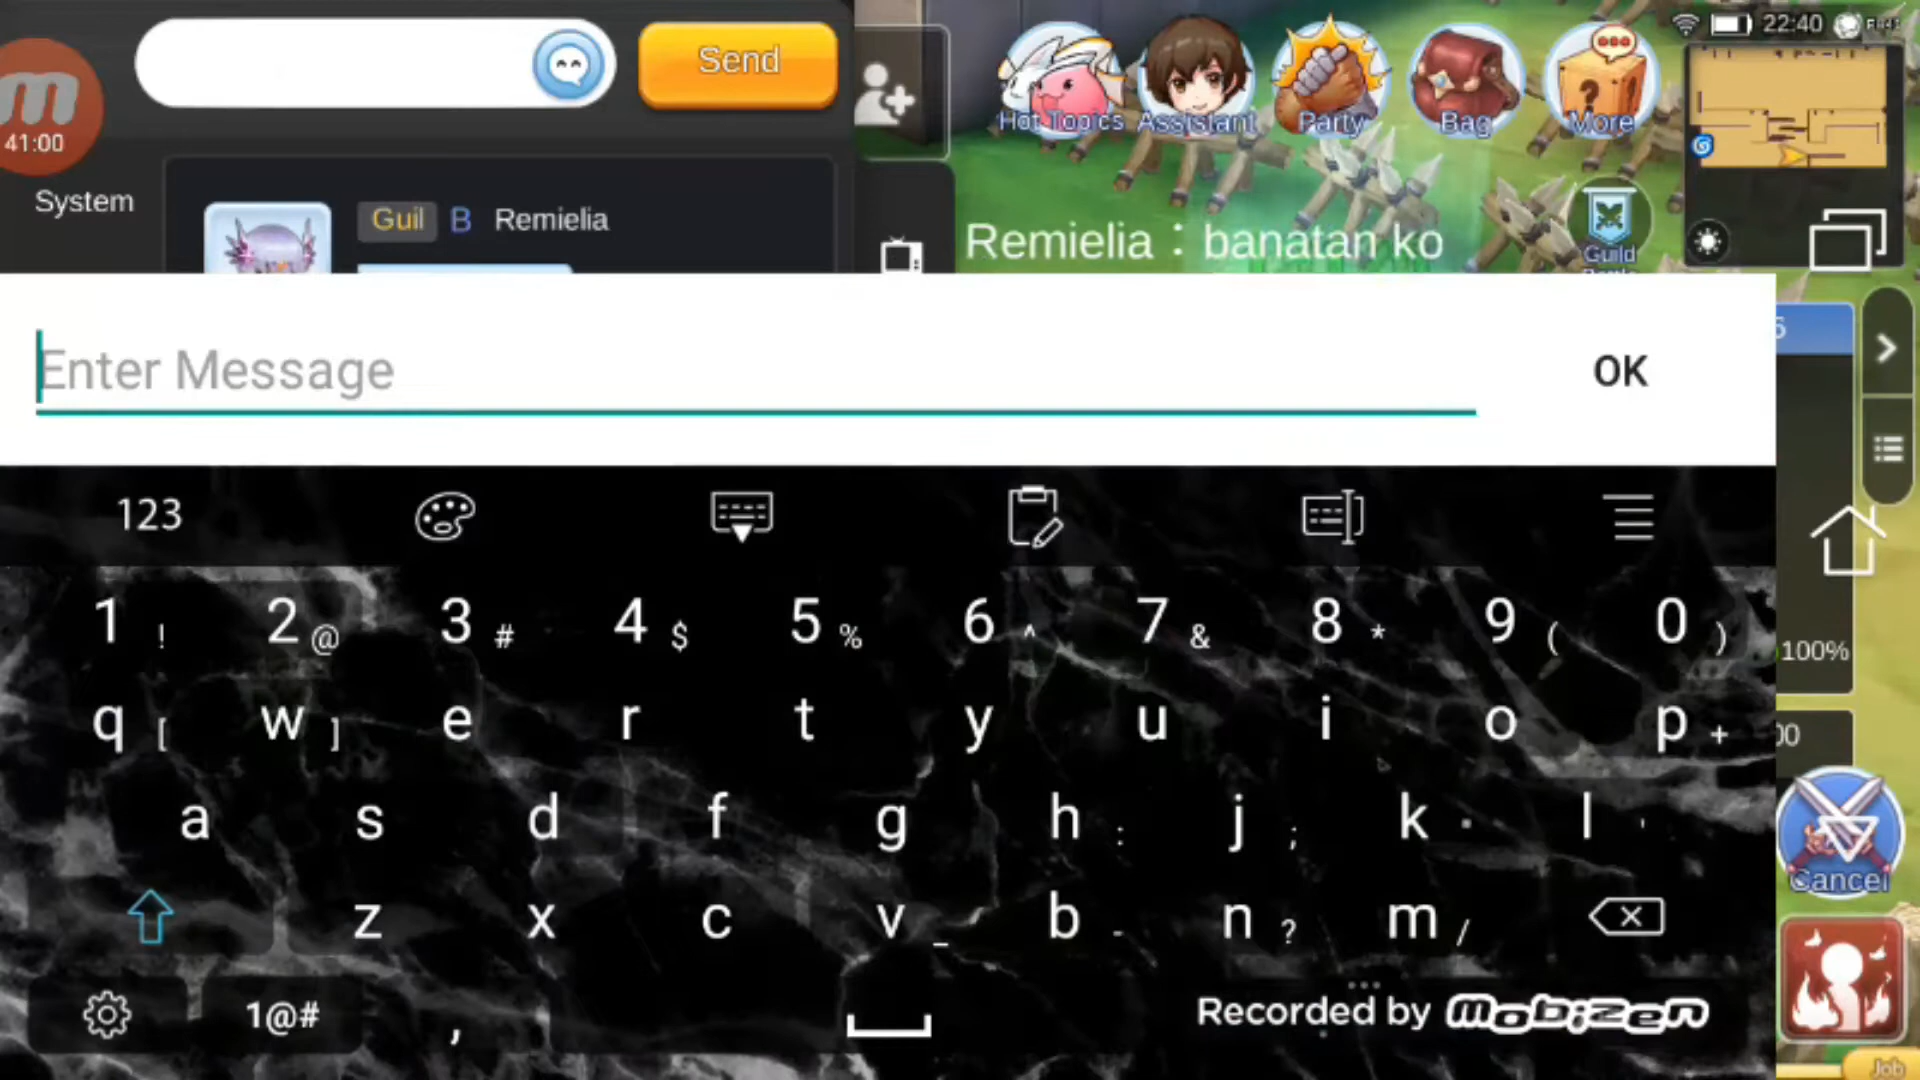 Send
Hot Topics
Assistant
Party
Bag
More
22:40
m
41:00
System
Guil B Remielia
Remielia : banatan ko
Guild
Enter Message
OK
123
1 ! 2 @ 3 # 4 $ 5 % 6 ^ 7 & 8 * 9 ( 0 )
q [ w ] e r t y u i o p +
100%
00
a s d f g h : j ; k l '
Cancel
z x c v _ b - n ? m /
1@# ,
Recorded by Mobizen
Job